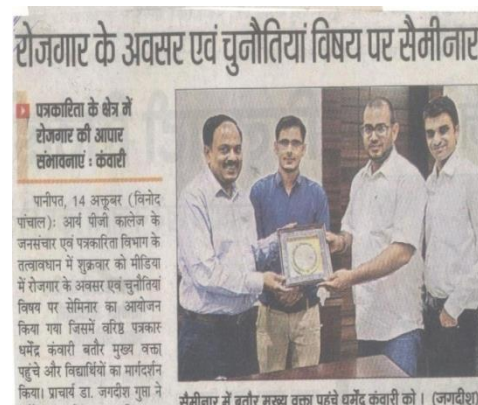 रोजगार के अवसर एवं चुनौतियां विषय पर सैमीनार
पत्रकारिता के क्षेत्र में
रोजगार की आपार
संभावनाएं : कंवारी
पानीपत, 14 अक्तूबर (विनोद
पांचाल): आर्य पीजी कालेज के
जनसंचार एवं पत्रकारिता विभाग के
तत्वावधान में शुक्रवार को मीडिया
में रोजगार के अवसर एवं चुनौतियां
विषय पर सेमिनार का आयोजन
किया गया जिसमें वरिष्ठ पत्रकार
धर्मेंद्र कंवारी बतौर मुख्य वक्ता
पहुंचे और विद्यार्थियों का मार्गदर्शन
किया। प्राचार्य डा. जगदीश गुप्ता ने
सैमीनार में बतौर मुख्य वक्ता पहुंचे धर्मेंद्र कंवारी को। (जगदीश)